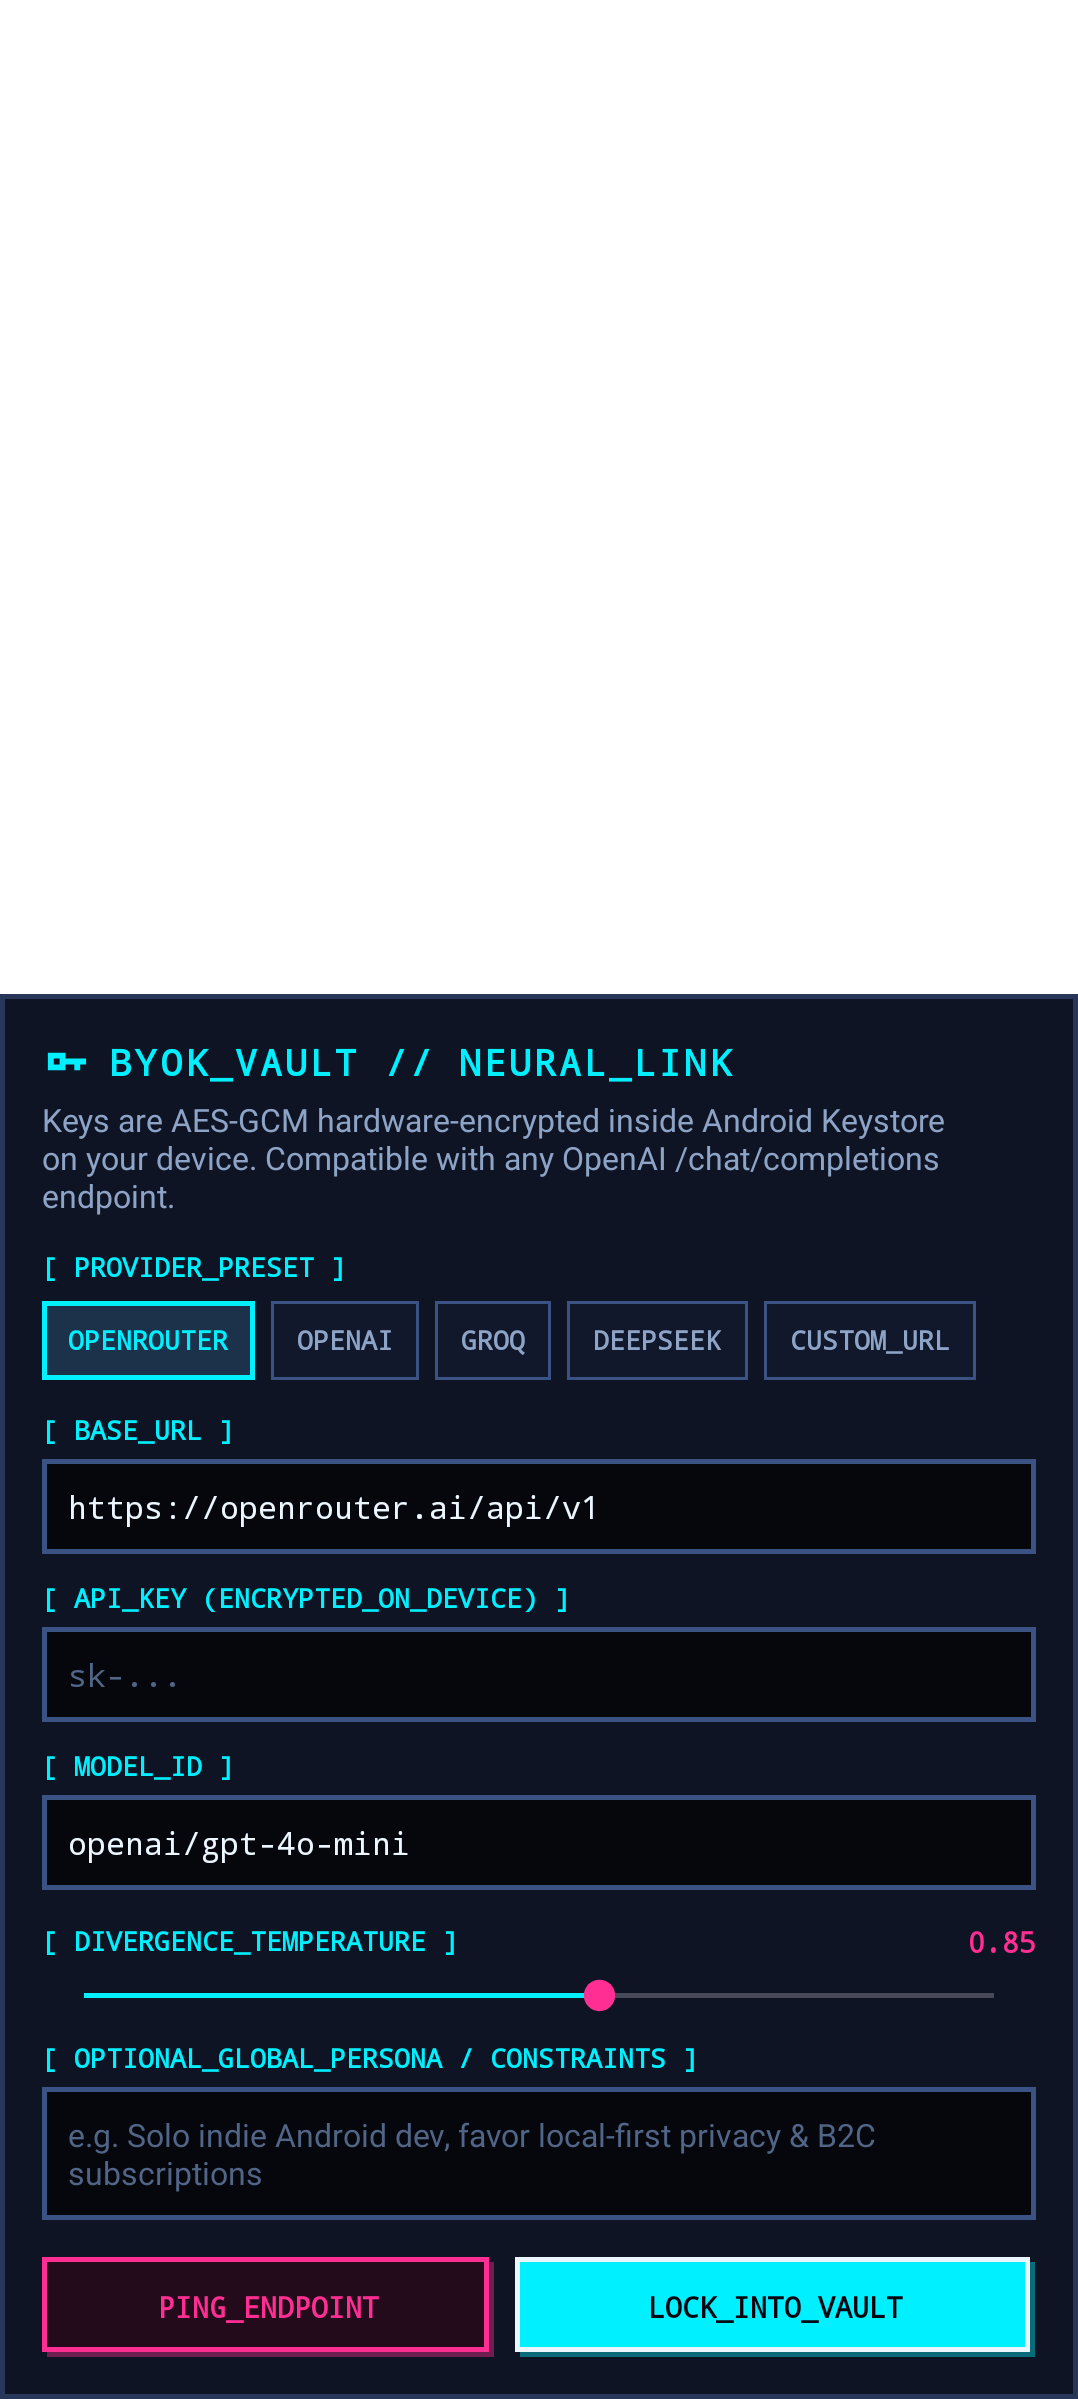 BYOK_VAULT // NEURAL_LINK
Keys are AES-GCM hardware-encrypted inside Android Keystore
on your device. Compatible with any OpenAI /chat/completions
endpoint.
[ PROVIDER_PRESET ]
OPENROUTER OPENAI GROQ DEEPSEEK CUSTOM_URL
[ BASE_URL ]
https://openrouter.ai/api/v1
[ API_KEY (ENCRYPTED_ON_DEVICE) ]
sk-...
[ MODEL_ID ]
openai/gpt-4o-mini
[ DIVERGENCE_TEMPERATURE ] 0.85
[ OPTIONAL_GLOBAL_PERSONA / CONSTRAINTS ]
e.g. Solo indie Android dev, favor local-first privacy & B2C
subscriptions
PING_ENDPOINT LOCK_INTO_VAULT